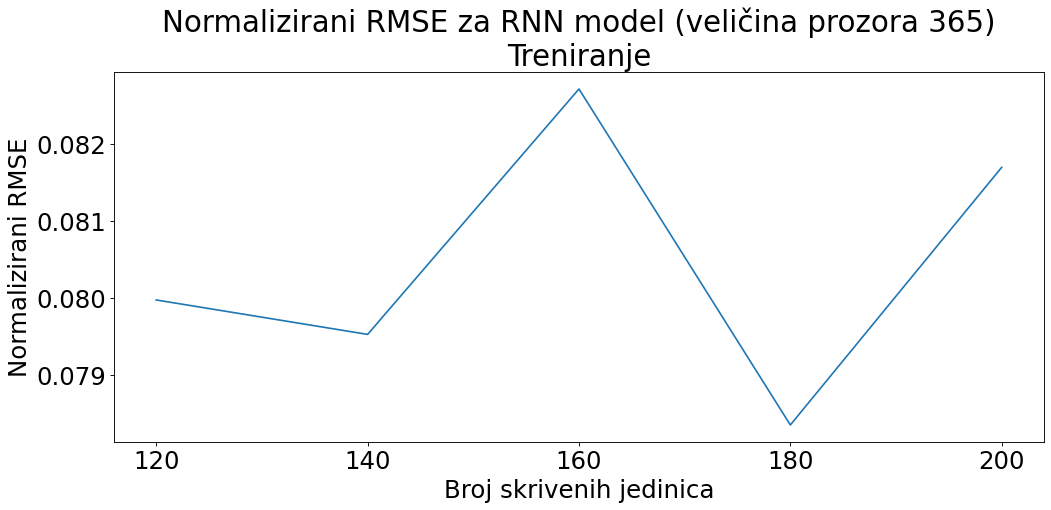 Normalizirani RMSE za RNN model (veličina prozora 365)
Treniranje
Normalizirani RMSE
0.082
0.081
0.080
0.079
120 140 160 180 200
Broj skrivenih jedinica